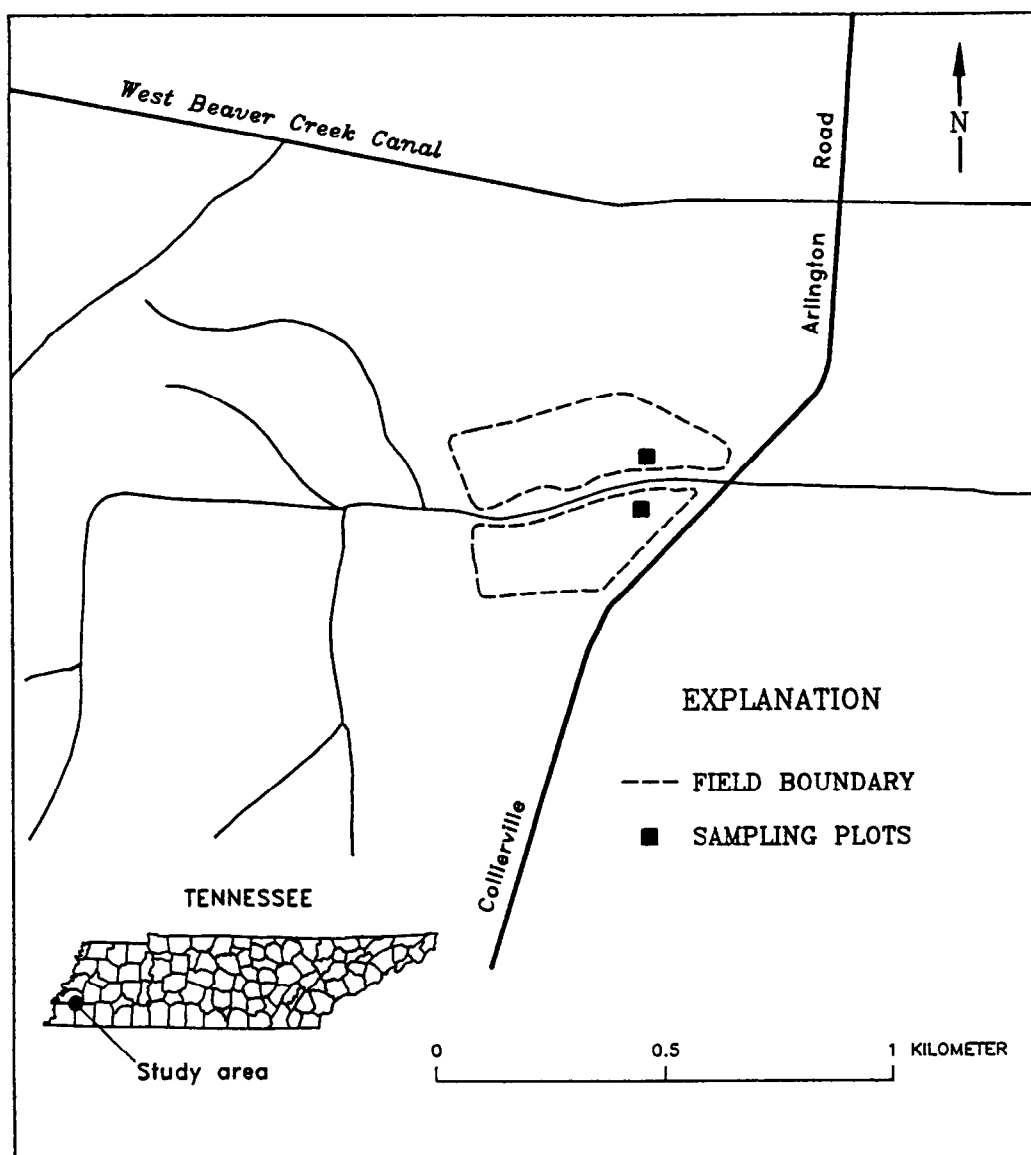 West Beaver Creek Canal
N
Collierville Arlington Road
EXPLANATION
FIELD BOUNDARY
SAMPLING PLOTS
TENNESSEE
Study area
0 0.5 1 KILOMETER